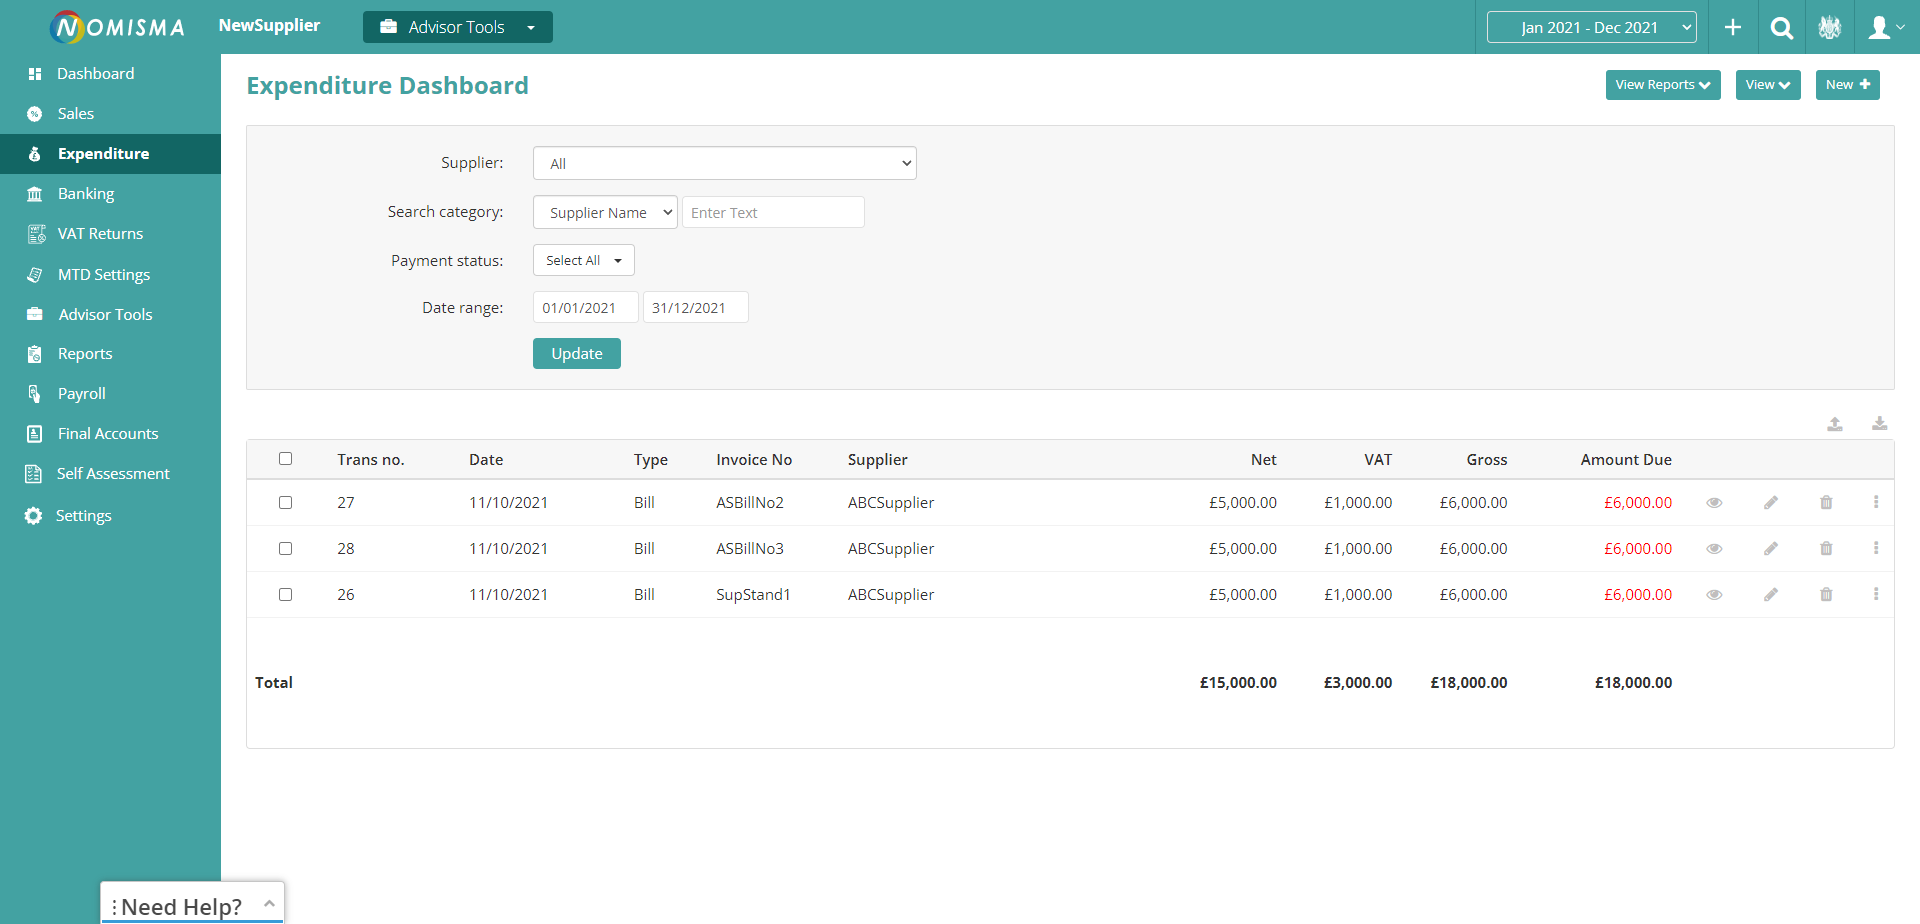 NOMISMA
NewSupplier
Advisor Tools
Jan 2021 - Dec 2021
Dashboard
Sales
Expenditure
Banking
VAT Returns
MTD Settings
Advisor Tools
Reports
Payroll
Final Accounts
Self Assessment
Settings
Expenditure Dashboard
View Reports
View
New
Supplier: All
Search category: Supplier Name Enter Text
Payment status: Select All
Date range: 01/01/2021 31/12/2021
Update
Trans no. Date Type Invoice No Supplier Net VAT Gross Amount Due
27 11/10/2021 Bill ASBillNo2 ABCSupplier £5,000.00 £1,000.00 £6,000.00 £6,000.00
28 11/10/2021 Bill ASBillNo3 ABCSupplier £5,000.00 £1,000.00 £6,000.00 £6,000.00
26 11/10/2021 Bill SupStand1 ABCSupplier £5,000.00 £1,000.00 £6,000.00 £6,000.00
Total £15,000.00 £3,000.00 £18,000.00 £18,000.00
Need Help?